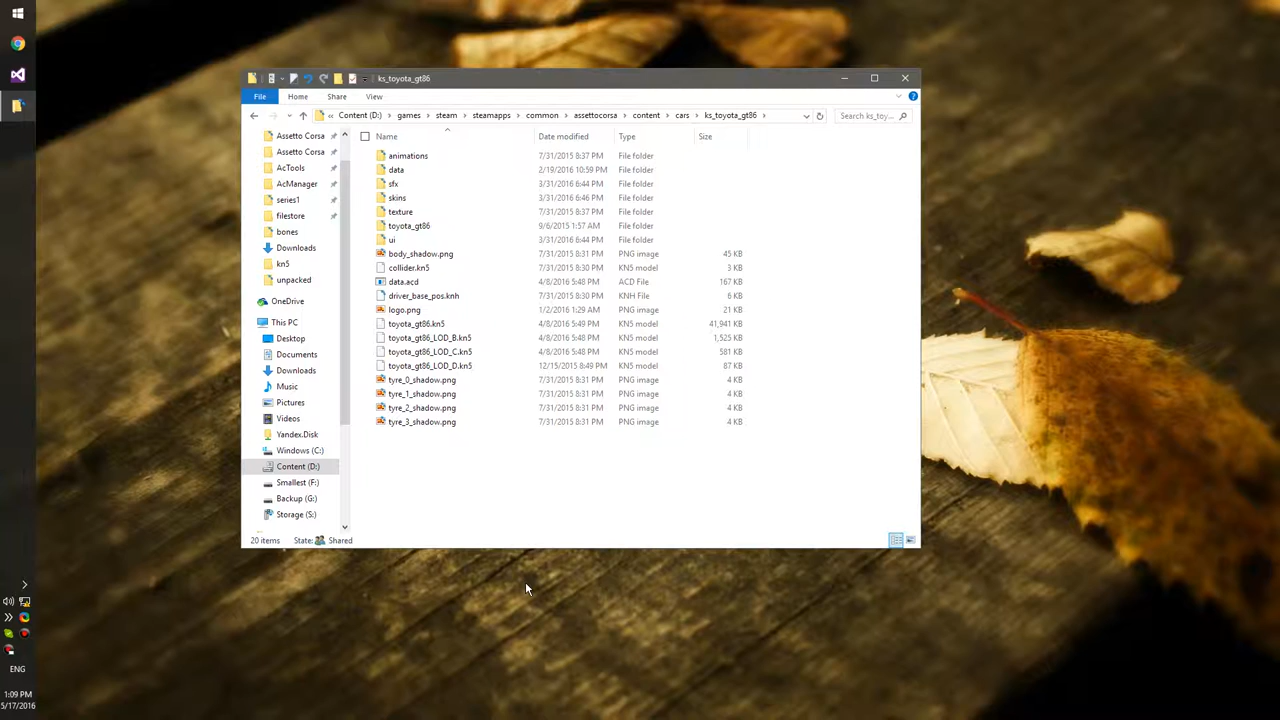 ks_toyota_gt86
File Home Share View
Content (D:) games steam steamapps common assettocorsa content cars ks_toyota_gt86 Search ks_toy...
Name Date modified Type Size
Assetto Corsa
Assetto Corsa
AcTools
AcManager
series1
filestore
bones
Downloads
kn5
unpacked
OneDrive
This PC
Desktop
Documents
Downloads
Music
Pictures
Videos
Yandex.Disk
Windows (C:)
Content (D:)
Smallest (F:)
Backup (G:)
Storage (S:)
animations 7/31/2015 8:37 PM File folder
data 2/19/2016 10:59 PM File folder
sfx 3/31/2016 6:44 PM File folder
skins 3/31/2016 6:46 PM File folder
texture 7/31/2015 8:37 PM File folder
toyota_gt86 9/6/2015 1:57 AM File folder
ui 3/31/2016 6:44 PM File folder
body_shadow.png 7/31/2015 8:31 PM PNG image 45 KB
collider.kn5 7/31/2015 8:30 PM KN5 model 3 KB
data.acd 4/8/2016 5:48 PM ACD File 167 KB
driver_base_pos.knh 7/31/2015 8:30 PM KNH File 6 KB
logo.png 1/2/2016 1:29 AM PNG image 21 KB
toyota_gt86.kn5 4/8/2016 5:49 PM KN5 model 41,941 KB
toyota_gt86_LOD_B.kn5 4/8/2016 5:48 PM KN5 model 1,525 KB
toyota_gt86_LOD_C.kn5 4/8/2016 5:48 PM KN5 model 581 KB
toyota_gt86_LOD_D.kn5 12/15/2015 8:49 PM KN5 model 87 KB
tyre_0_shadow.png 7/31/2015 8:31 PM PNG image 4 KB
tyre_1_shadow.png 7/31/2015 8:31 PM PNG image 4 KB
tyre_2_shadow.png 7/31/2015 8:31 PM PNG image 4 KB
tyre_3_shadow.png 7/31/2015 8:31 PM PNG image 4 KB
20 items State: Shared
ENG
1:09 PM
5/17/2016